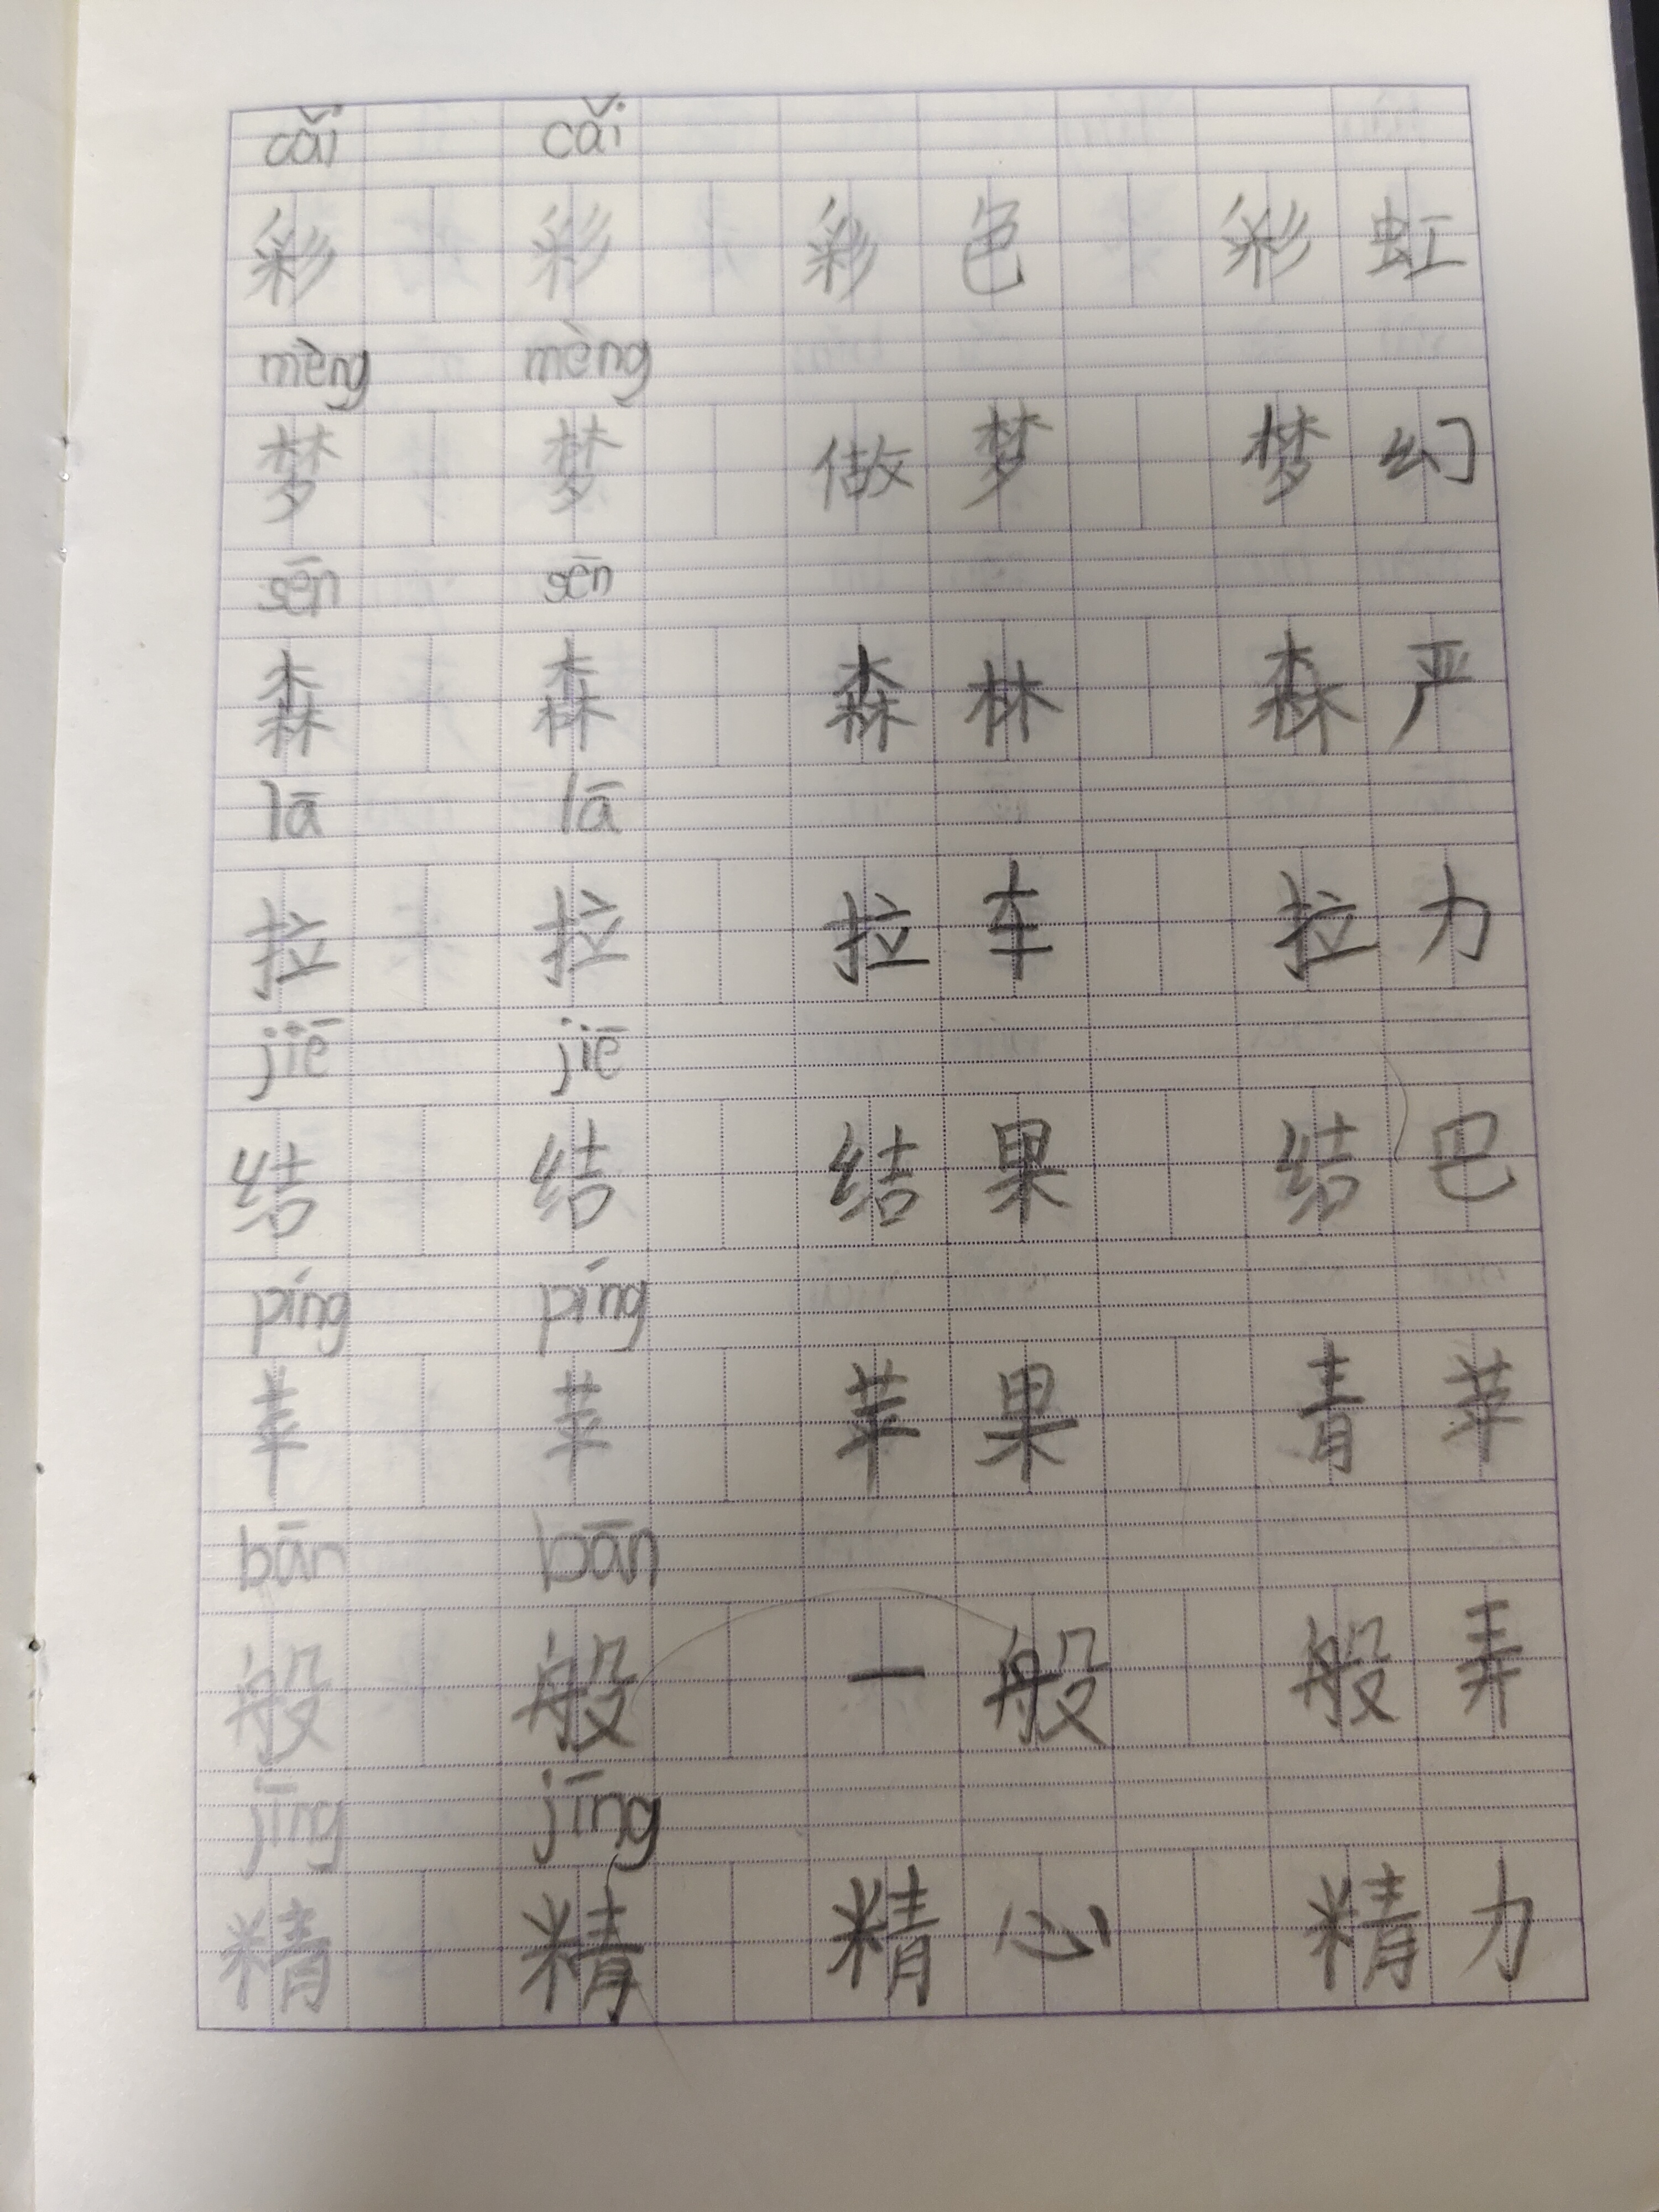 cǎi cǎi
彩 彩 彩色 彩虹
mèng mèng
梦 梦 做梦 梦幻
sēn sēn
森 森 森林 森严
lā lā
拉 拉 拉车 拉力
jiē jiē
结 结 结果 结巴
píng píng
苹 苹 苹果 青苹
bān bān
般 般 一般 般弄
jīng jīng
精 精 精心 精力